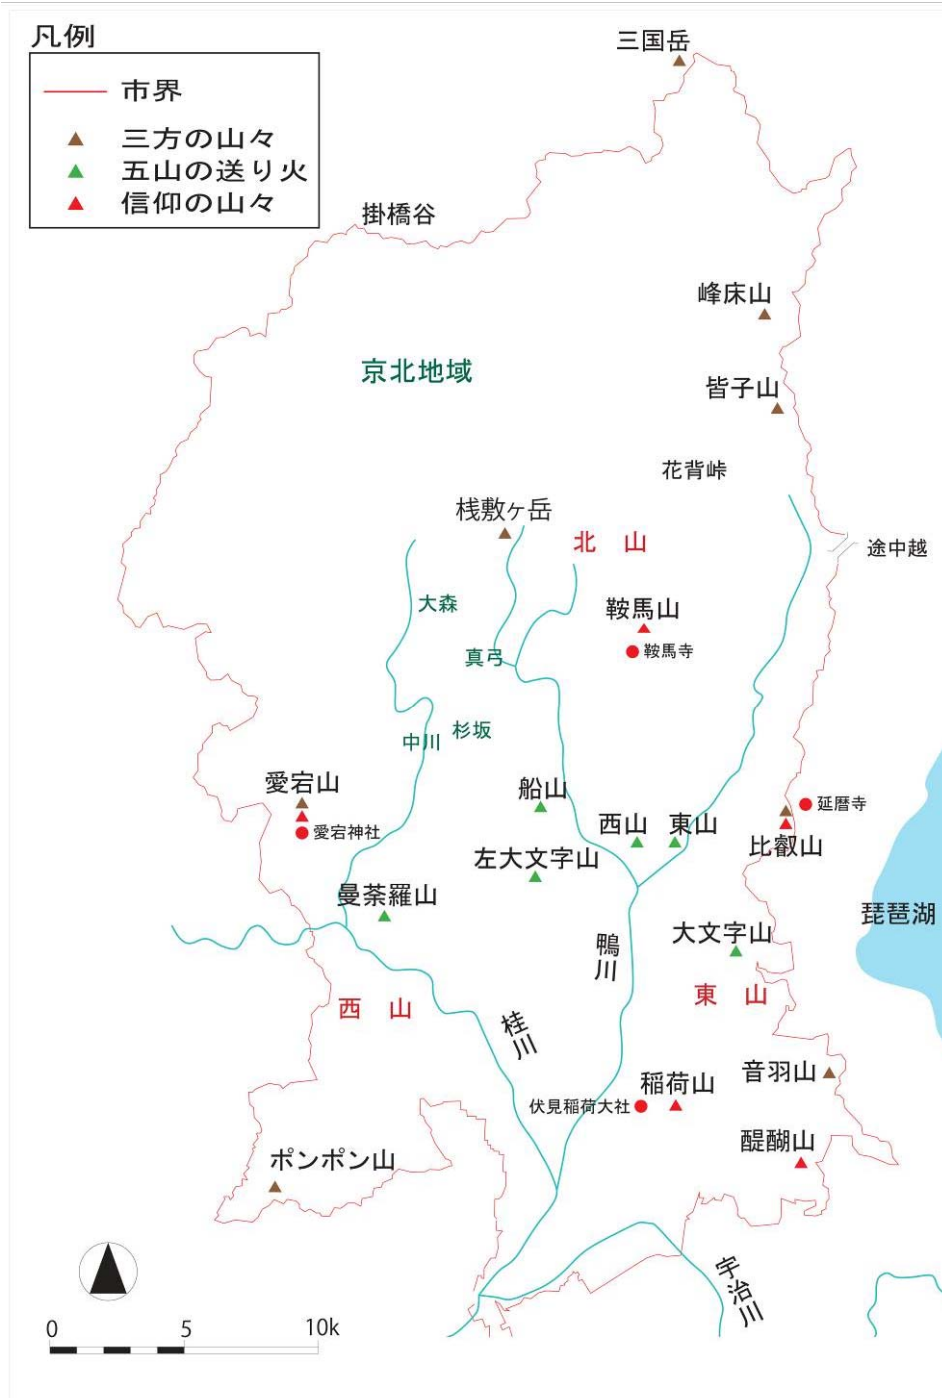 凡例
市界
三方の山々
五山の送り火
信仰の山々
三国岳
掛橋谷
峰床山
京北地域
皆子山
花背峠
桟敷ヶ岳
北 山
途中越
大森
鞍馬山
鞍馬寺
真弓
杉坂
中川
愛宕山
愛宕神社
船山
延暦寺
西山
東山
比叡山
左大文字山
曼荼羅山
琵琶湖
大文字山
鴨川
西 山
東 山
桂川
音羽山
稲荷山
伏見稲荷大社
醍醐山
ポンポン山
宇治川
0 5 10k